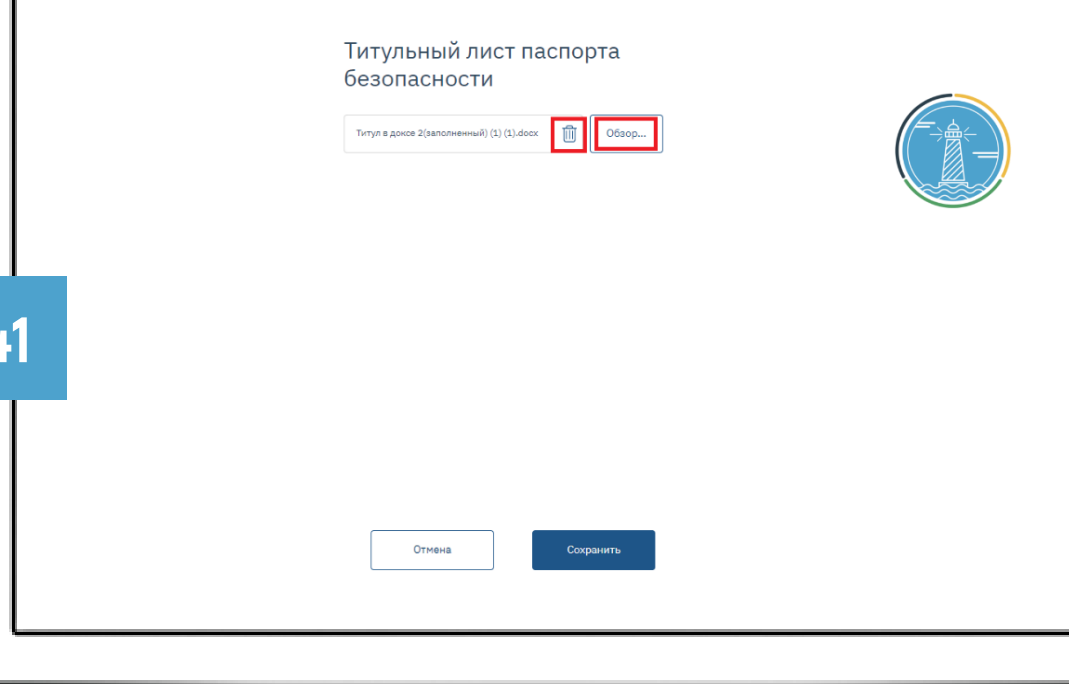 Титульный лист паспорта
безопасности
Титул в доксе 2(заполненный) (1) (1).docx
Обзор...
41
Отмена
Сохранить